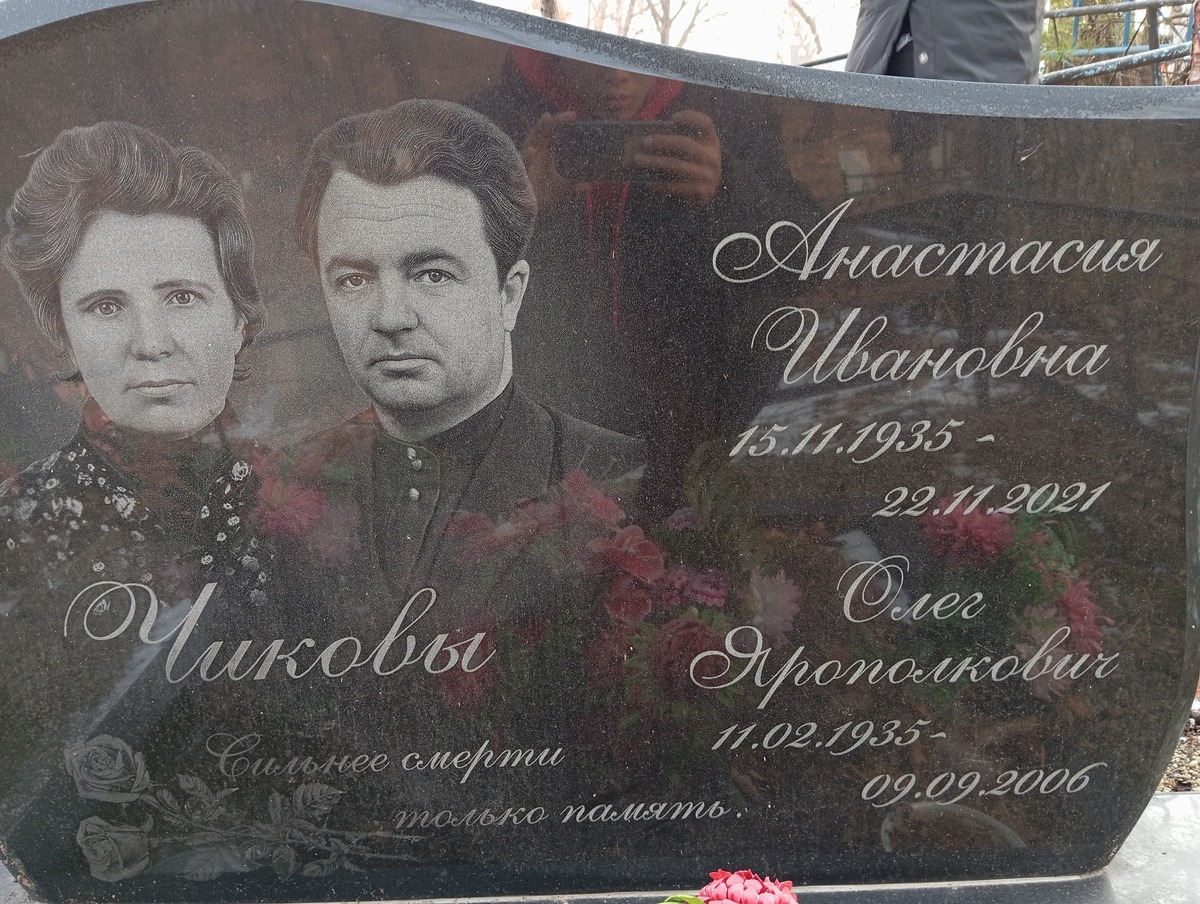 Анастасия
Ивановна
15.11.1935 -
22.11.2021
Олег
Ярополкович
11.02.1935-
09.09.2006
Чиковы
Сильнее смерти
только память.